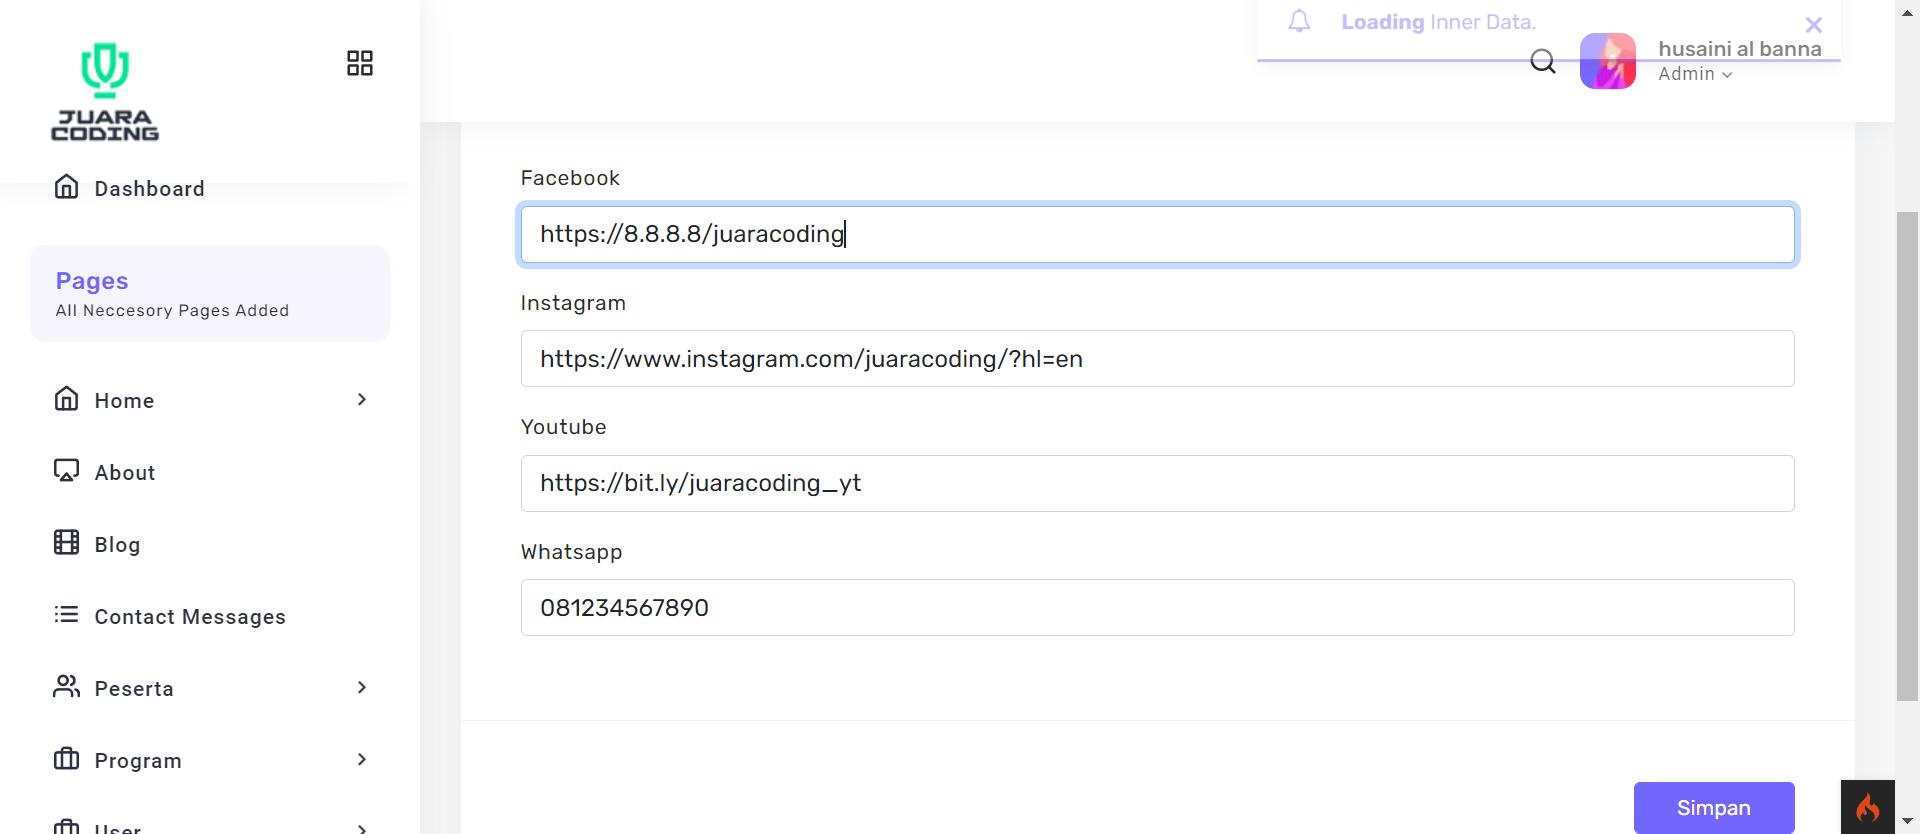 JUARA
CODING
Dashboard
Pages
All Neccesory Pages Added
Home
About
Blog
Contact Messages
Peserta
Program
User
Loading Inner Data.
husaini al banna
Admin
Facebook
https://8.8.8.8/juaracoding
Instagram
https://www.instagram.com/juaracoding/?hl=en
Youtube
https://bit.ly/juaracoding_yt
Whatsapp
081234567890
Simpan